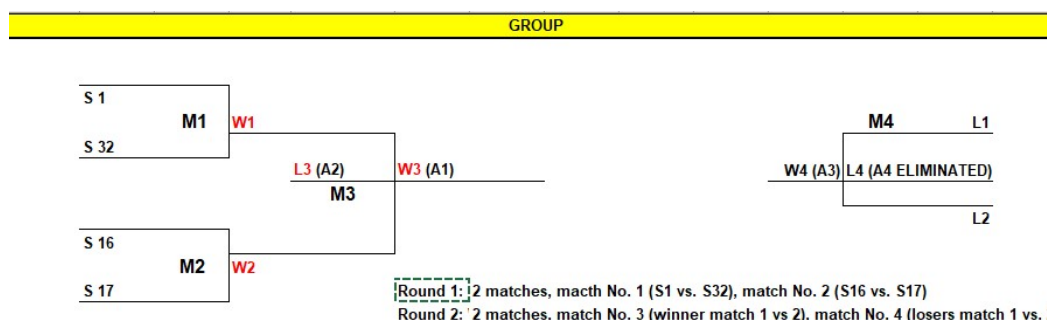 GROUP
S 1
M1 W1
M4 L1
S 32
L3 (A2) W3 (A1)
W4 (A3) L4 (A4 ELIMINATED)
M3
L2
S 16
M2 W2
S 17
Round 1: 2 matches, macth No. 1 (S1 vs. S32), match No. 2 (S16 vs. S17)
Round 2: '2 matches, match No. 3 (winner match 1 vs 2), match No. 4 (losers match 1 vs.